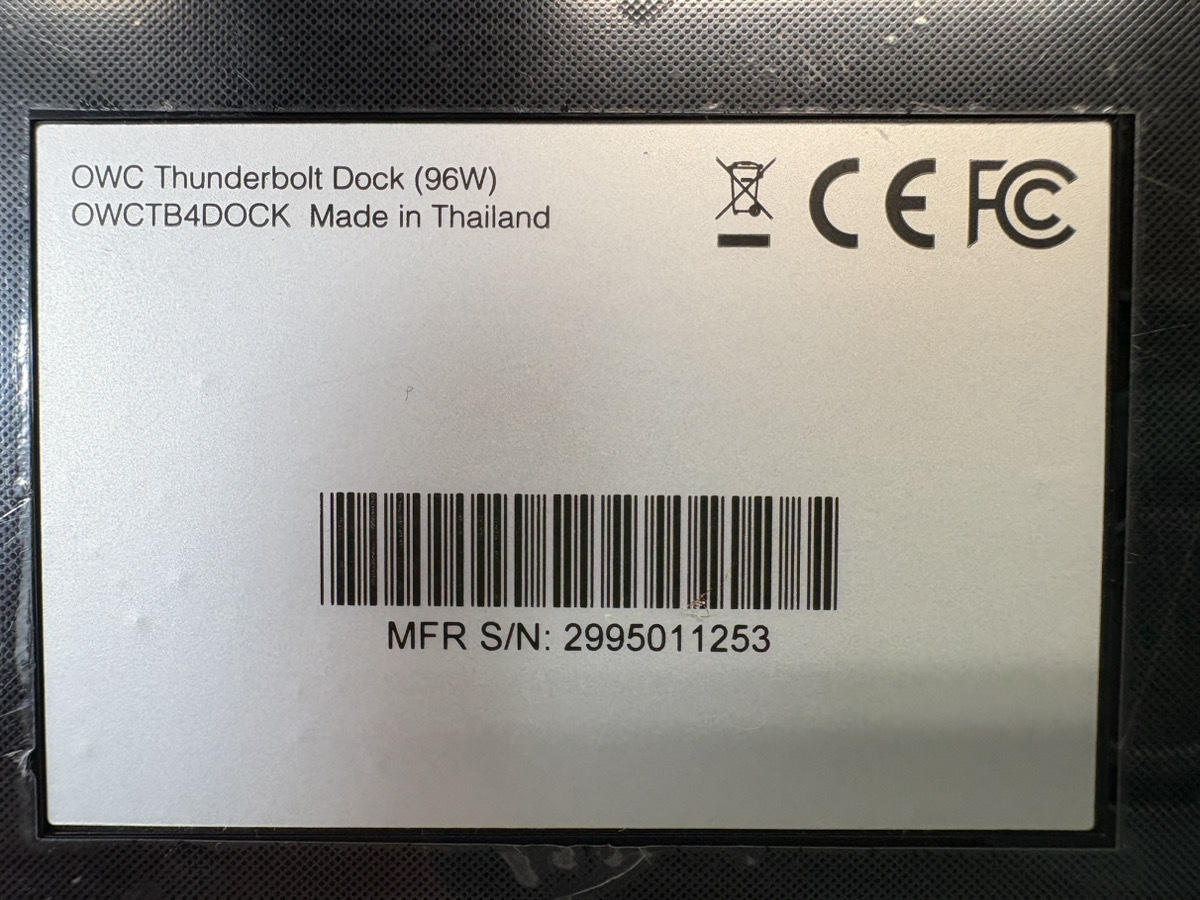 OWC Thunderbolt Dock (96W)
OWCTB4DOCK Made in Thailand
CE FC
MFR S/N: 2995011253